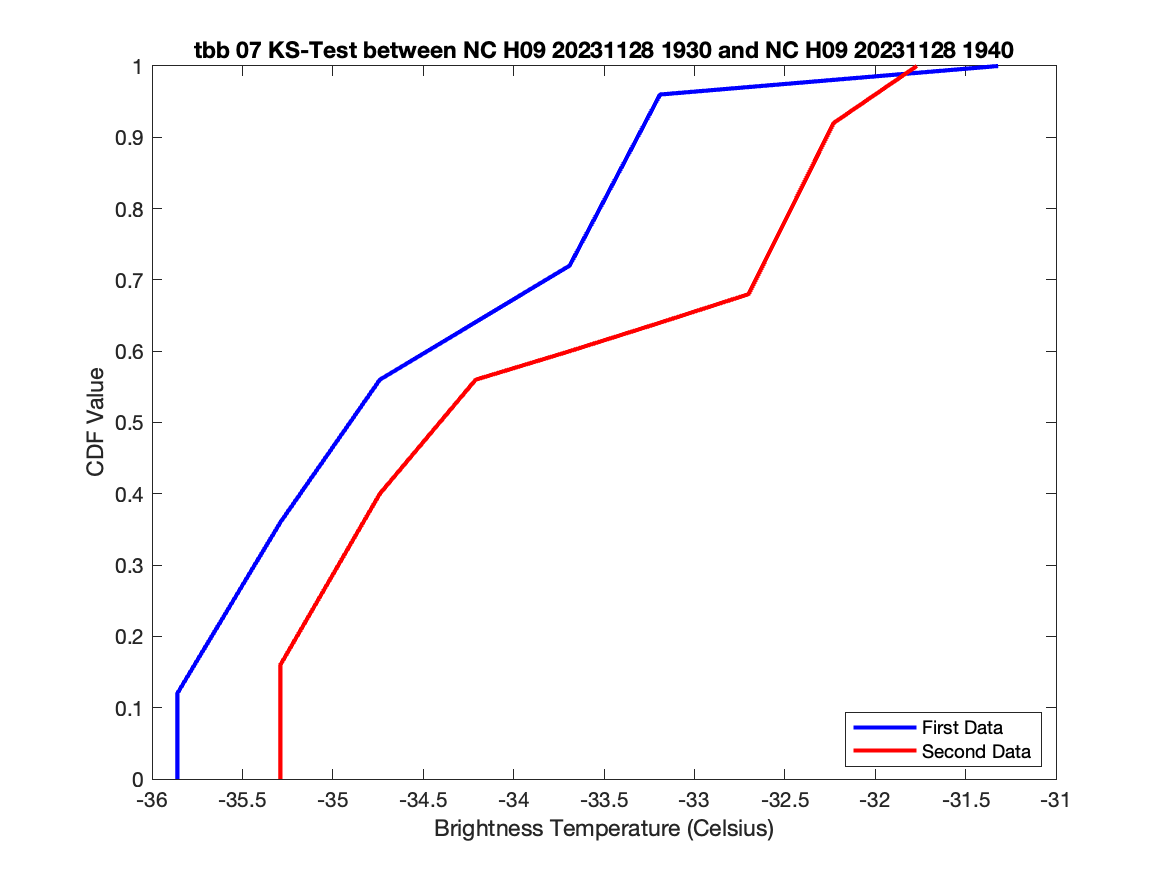 tbb 07 KS-Test between NC H09 20231128 1930 and NC H09 20231128 1940
1
0.9
0.8
0.7
0.6
0.5
0.4
0.3
0.2
0.1
0
CDF Value
-36 -35.5 -35 -34.5 -34 -33.5 -33 -32.5 -32 -31.5 -31
Brightness Temperature (Celsius)
First Data
Second Data